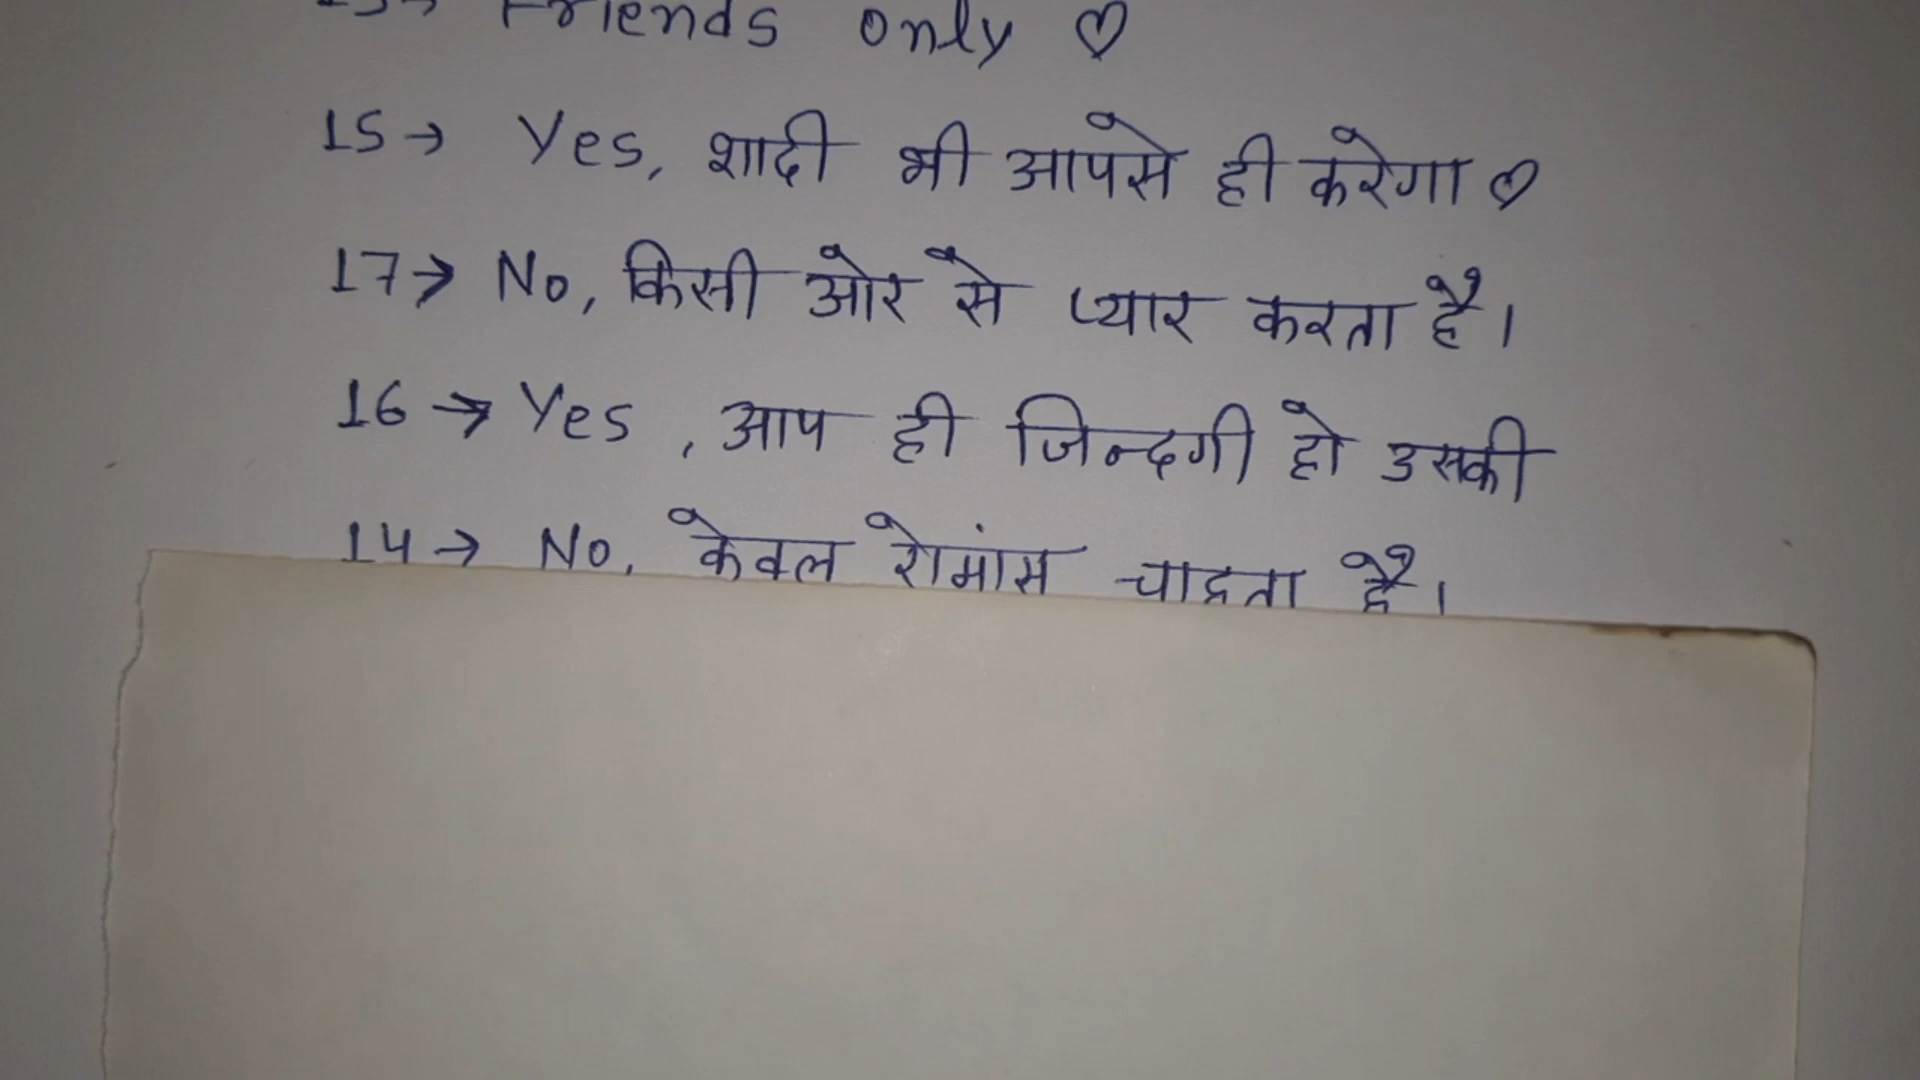 Friends only ♡
15→ Yes, शादी भी आपसे ही करेगा ♡
17→ No, किसी ओर से प्यार करता है।
16→ Yes, आप ही जिन्दगी हो उसकी
14→ No, केवल रोमांस चाहता है।